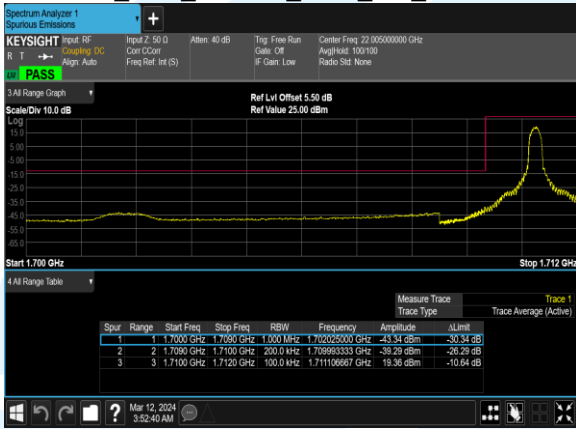 Spectrum Analyzer 1
Spurious Emissions
+
KEYSIGHT Input: RF Input Z: 50 Ω Atten: 40 dB Trig: Free Run Center Freq: 22.005000000 GHz
R T Coupling: DC Corr CCorr Gate: Off Avg|Hold: 100/100
Align: Auto Freq Ref: Int (S) IF Gain: Low Radio Std: None
PASS
3 All Range Graph
Ref Lvl Offset 5.50 dB
Scale/Div 10.0 dB Ref Value 25.00 dBm
Log
15.0
5.00
-5.00
-15.0
-25.0
-35.0
-45.0
-55.0
-65.0
Start 1.700 GHz Stop 1.712 GHz
4 All Range Table
Measure Trace Trace 1
Trace Type Trace Average (Active)
Spur Range Start Freq Stop Freq RBW Frequency Amplitude ΔLimit
1 1 1.7000 GHz 1.7090 GHz 1.000 MHz 1.702025000 GHz -43.34 dBm -30.34 dB
2 2 1.7090 GHz 1.7100 GHz 200.0 kHz 1.709993333 GHz -39.29 dBm -26.29 dB
3 3 1.7100 GHz 1.7120 GHz 100.0 kHz 1.711106667 GHz 19.36 dBm -10.64 dB
? Mar 12, 2024
3:52:40 AM